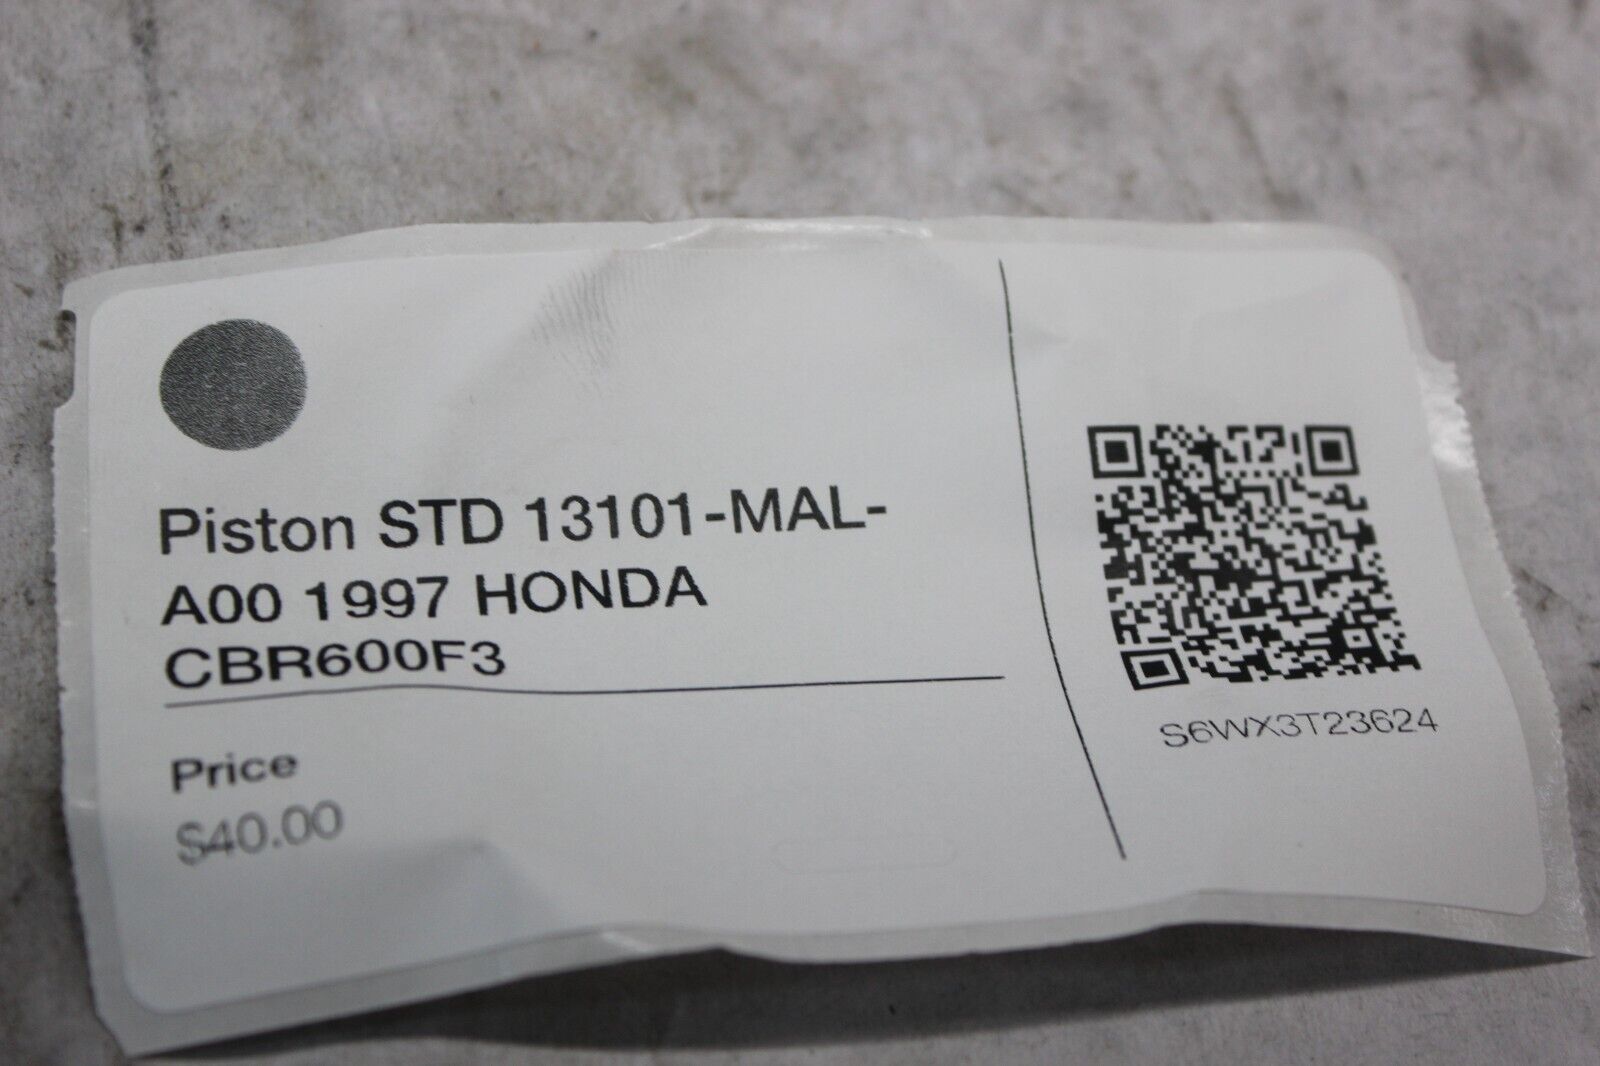 Piston STD 13101-MAL-
A00 1997 HONDA
CBR600F3
Price
$40.00
S6WX3T23624